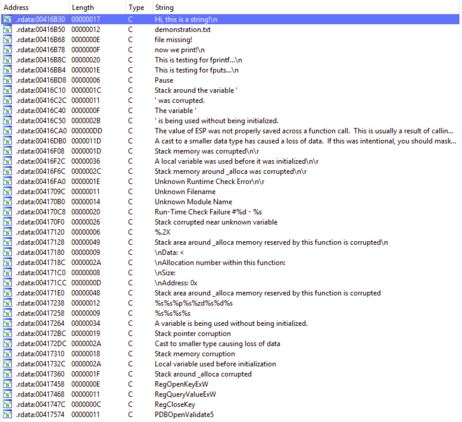 Address Length Type String
.rdata:00416B30 00000017 C Hi, this is a string!\n
.rdata:00416B50 00000012 C demonstration.txt
.rdata:00416B68 0000000E C file missing!
.rdata:00416B78 0000000F C now we print!\n
.rdata:00416B8C 00000020 C This is testing for fprintf...\n
.rdata:00416BB4 0000001E C This is testing for fputs...\n
.rdata:00416BD8 00000006 C Pause
.rdata:00416C10 0000001C C Stack around the variable '
.rdata:00416C2C 00000011 C ' was corrupted.
.rdata:00416C40 0000000F C The variable '
.rdata:00416C50 0000002B C ' is being used without being initialized.
.rdata:00416CA0 000000DD C The value of ESP was not properly saved across a function call.  This is usually a result of callin...
.rdata:00416DB0 0000011D C A cast to a smaller data type has caused a loss of data.  If this was intentional, you should mask...
.rdata:00416F08 0000001D C Stack memory was corrupted\n\r
.rdata:00416F2C 00000036 C A local variable was used before it was initialized\n\r
.rdata:00416F6C 0000002C C Stack memory around _alloca was corrupted\n\r
.rdata:00416FA0 0000001E C Unknown Runtime Check Error\n\r
.rdata:0041709C 00000011 C Unknown Filename
.rdata:004170B0 00000014 C Unknown Module Name
.rdata:004170C8 00000020 C Run-Time Check Failure #%d - %s
.rdata:004170F0 00000026 C Stack corrupted near unknown variable
.rdata:00417120 00000006 C %.2X
.rdata:00417128 00000049 C Stack area around _alloca memory reserved by this function is corrupted\n
.rdata:00417180 00000009 C \nData: <
.rdata:0041718C 0000002A C \nAllocation number within this function:
.rdata:004171C0 00000008 C \nSize:
.rdata:004171CC 0000000D C \nAddress: 0x
.rdata:004171E0 00000048 C Stack area around _alloca memory reserved by this function is corrupted
.rdata:00417238 00000012 C %s%s%p%s%zd%s%d%s
.rdata:00417258 00000009 C %s%s%s%s
.rdata:00417264 00000034 C A variable is being used without being initialized.
.rdata:004172BC 00000019 C Stack pointer corruption
.rdata:004172DC 0000002A C Cast to smaller type causing loss of data
.rdata:00417310 00000018 C Stack memory corruption
.rdata:0041732C 0000002A C Local variable used before initialization
.rdata:00417360 0000001F C Stack around _alloca corrupted
.rdata:00417458 0000000E C RegOpenKeyExW
.rdata:00417468 00000011 C RegQueryValueExW
.rdata:0041747C 0000000C C RegCloseKey
.rdata:00417574 00000011 C PDBOpenValidate5